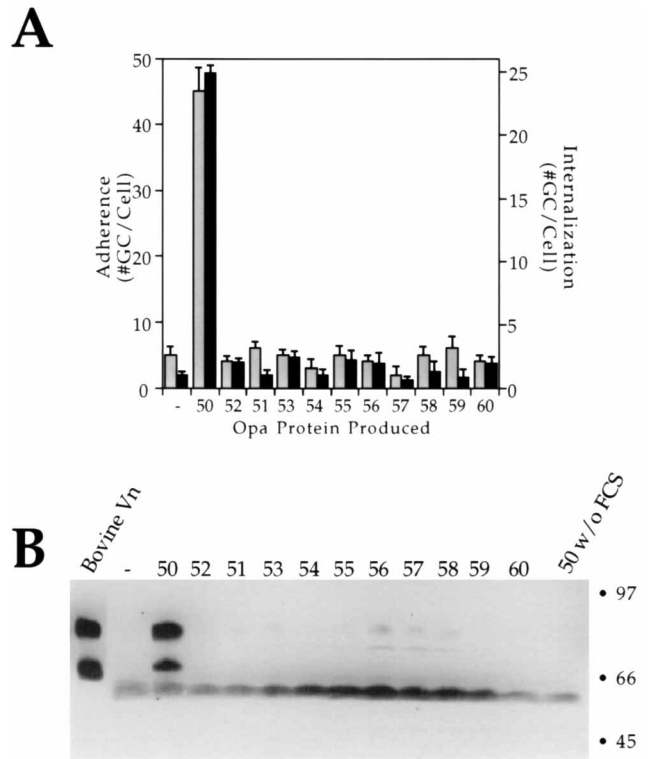 A
50
40
30
20
10
0
Adherence
(#GC/Cell)
25
20
15
10
5
0
Internalization
(#GC/Cell)
- 50 52 51 53 54 55 56 57 58 59 60
Opa Protein Produced
B
Bovine Vn
- 50 52 51 53 54 55 56 57 58 59 60
50 w/o FCS
• 97
• 66
• 45